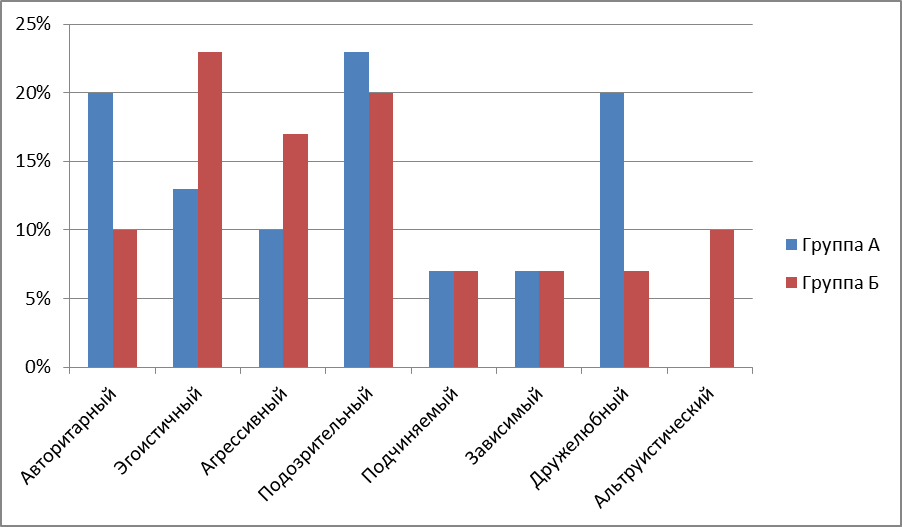 25%
20%
15%
10%
5%
0%
Авторитарный
Эгоистичный
Агрессивный
Подозрительный
Подчиняемый
Зависимый
Дружелюбный
Альтруистический
Группа А
Группа Б